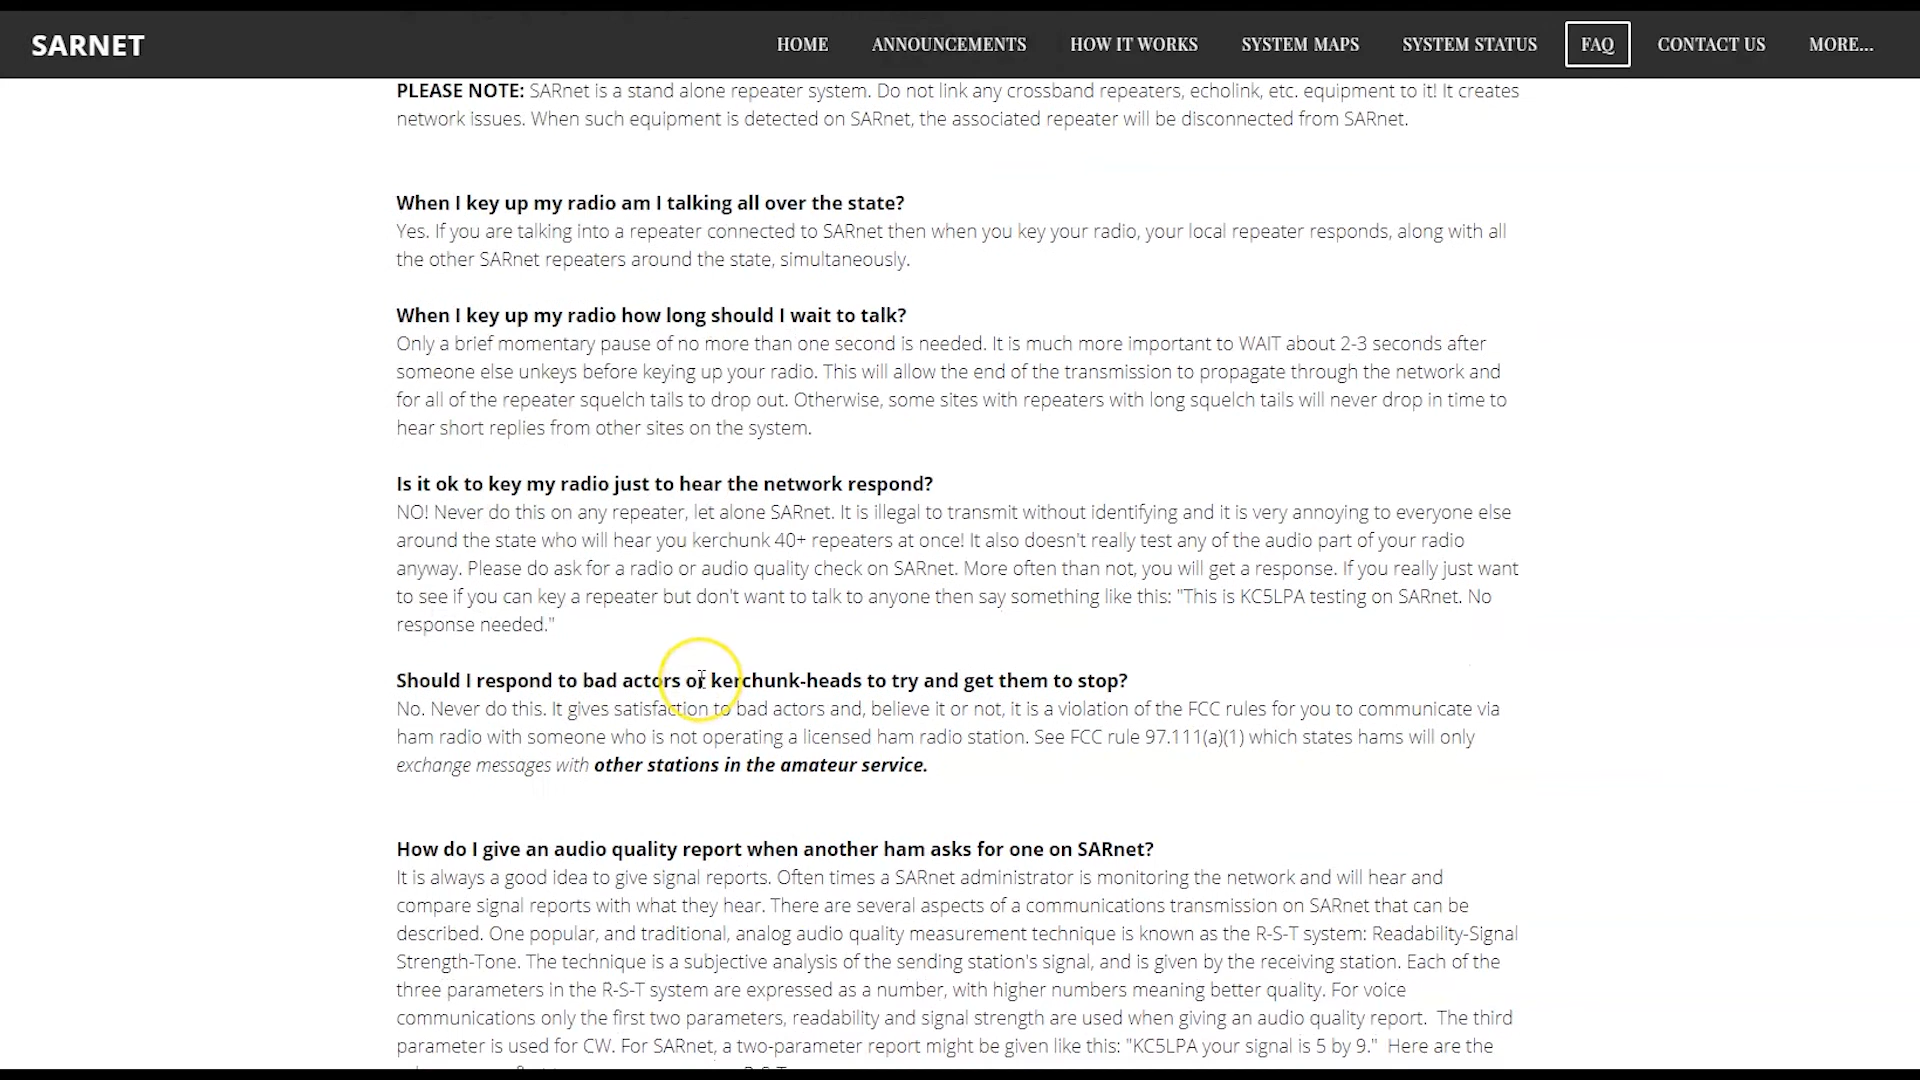 SARNET
HOME ANNOUNCEMENTS HOW IT WORKS SYSTEM MAPS SYSTEM STATUS FAQ CONTACT US MORE...
PLEASE NOTE: SARnet is a stand alone repeater system. Do not link any crossband repeaters, echolink, etc. equipment to it! It creates
network issues. When such equipment is detected on SARnet, the associated repeater will be disconnected from SARnet.
When I key up my radio am I talking all over the state?
Yes. If you are talking into a repeater connected to SARnet then when you key your radio, your local repeater responds, along with all
the other SARnet repeaters around the state, simultaneously.
When I key up my radio how long should I wait to talk?
Only a brief momentary pause of no more than one second is needed. It is much more important to WAIT about 2-3 seconds after
someone else unkeys before keying up your radio. This will allow the end of the transmission to propagate through the network and
for all of the repeater squelch tails to drop out. Otherwise, some sites with repeaters with long squelch tails will never drop in time to
hear short replies from other sites on the system.
Is it ok to key my radio just to hear the network respond?
NO! Never do this on any repeater, let alone SARnet. It is illegal to transmit without identifying and it is very annoying to everyone else
around the state who will hear you kerchunk 40+ repeaters at once! It also doesn't really test any of the audio part of your radio
anyway. Please do ask for a radio or audio quality check on SARnet. More often than not, you will get a response. If you really just want
to see if you can key a repeater but don't want to talk to anyone then say something like this: "This is KC5LPA testing on SARnet. No
response needed."
Should I respond to bad actors or kerchunk-heads to try and get them to stop?
No. Never do this. It gives satisfaction to bad actors and, believe it or not, it is a violation of the FCC rules for you to communicate via
ham radio with someone who is not operating a licensed ham radio station. See FCC rule 97.111(a)(1) which states hams will only
exchange messages with other stations in the amateur service.
How do I give an audio quality report when another ham asks for one on SARnet?
It is always a good idea to give signal reports. Often times a SARnet administrator is monitoring the network and will hear and
compare signal reports with what they hear. There are several aspects of a communications transmission on SARnet that can be
described. One popular, and traditional, analog audio quality measurement technique is known as the R-S-T system: Readability-Signal
Strength-Tone. The technique is a subjective analysis of the sending station's signal, and is given by the receiving station. Each of the
three parameters in the R-S-T system are expressed as a number, with higher numbers meaning better quality. For voice
communications only the first two parameters, readability and signal strength are used when giving an audio quality report. The third
parameter is used for CW. For SARnet, a two-parameter report might be given like this: "KC5LPA your signal is 5 by 9." Here are the